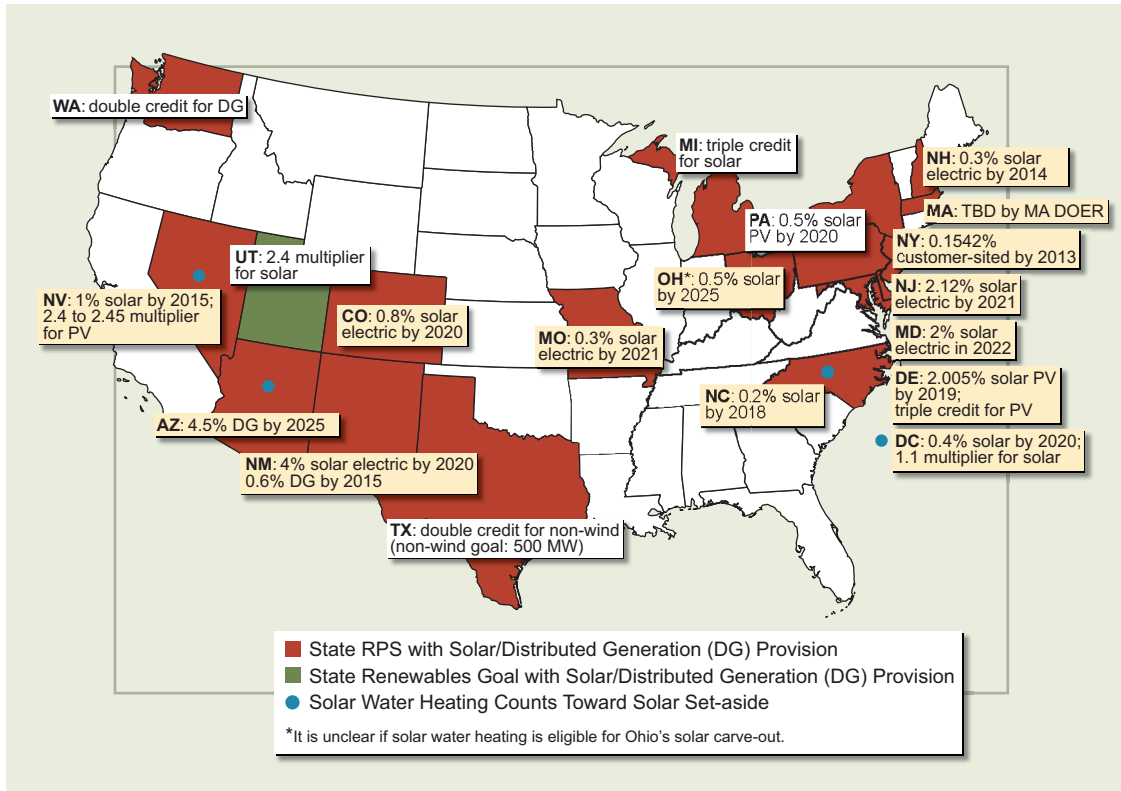 WA: double credit for DG
MI: triple credit
for solar
NH: 0.3% solar
electric by 2014
MA: TBD by MA DOER
PA: 0.5% solar
PV by 2020
NY: 0.1542%
customer-sited by 2013
UT: 2.4 multiplier
for solar
OH*: 0.5% solar
by 2025
NJ: 2.12% solar
electric by 2021
NV: 1% solar by 2015;
2.4 to 2.45 multiplier
for PV
CO: 0.8% solar
electric by 2020
MO: 0.3% solar
electric by 2021
MD: 2% solar
electric in 2022
NC: 0.2% solar
by 2018
DE: 2.005% solar PV
by 2019;
triple credit for PV
AZ: 4.5% DG by 2025
DC: 0.4% solar by 2020;
1.1 multiplier for solar
NM: 4% solar electric by 2020
0.6% DG by 2015
TX: double credit for non-wind
(non-wind goal: 500 MW)
State RPS with Solar/Distributed Generation (DG) Provision
State Renewables Goal with Solar/Distributed Generation (DG) Provision
Solar Water Heating Counts Toward Solar Set-aside
*It is unclear if solar water heating is eligible for Ohio's solar carve-out.